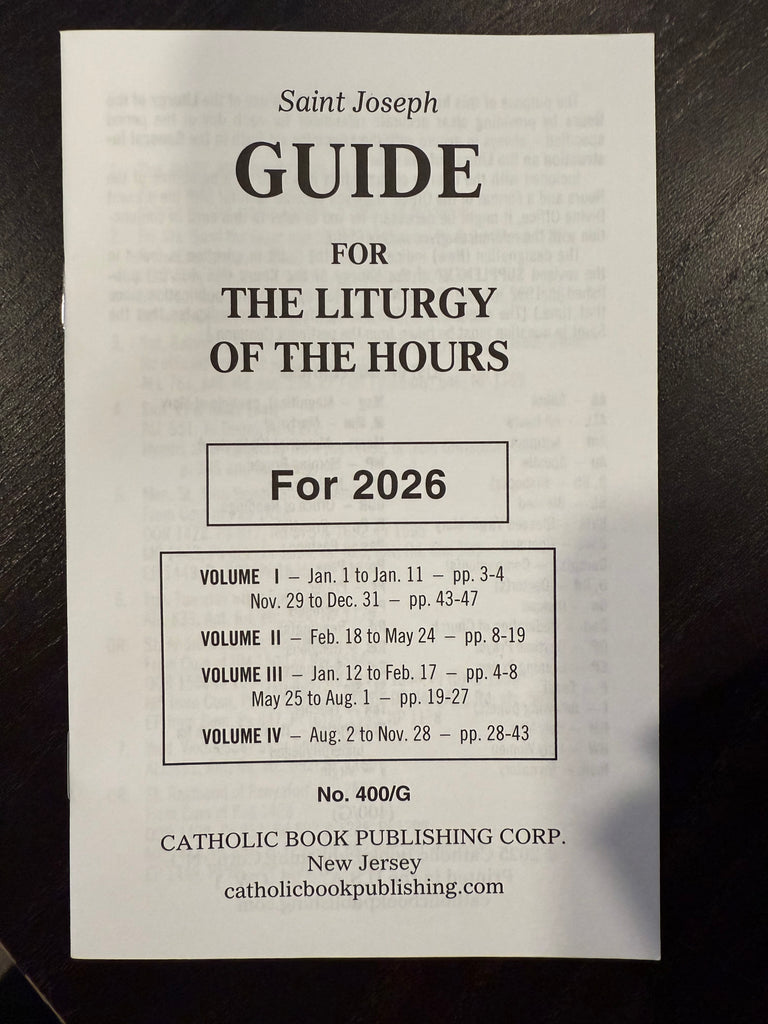 Saint Joseph
GUIDE
FOR
THE LITURGY
OF THE HOURS
For 2026
VOLUME I – Jan. 1 to Jan. 11 – pp. 3-4
Nov. 29 to Dec. 31 – pp. 43-47
VOLUME II – Feb. 18 to May 24 – pp. 8-19
VOLUME III – Jan. 12 to Feb. 17 – pp. 4-8
May 25 to Aug. 1 – pp. 19-27
VOLUME IV – Aug. 2 to Nov. 28 – pp. 28-43
No. 400/G
CATHOLIC BOOK PUBLISHING CORP.
New Jersey
catholicbookpublishing.com